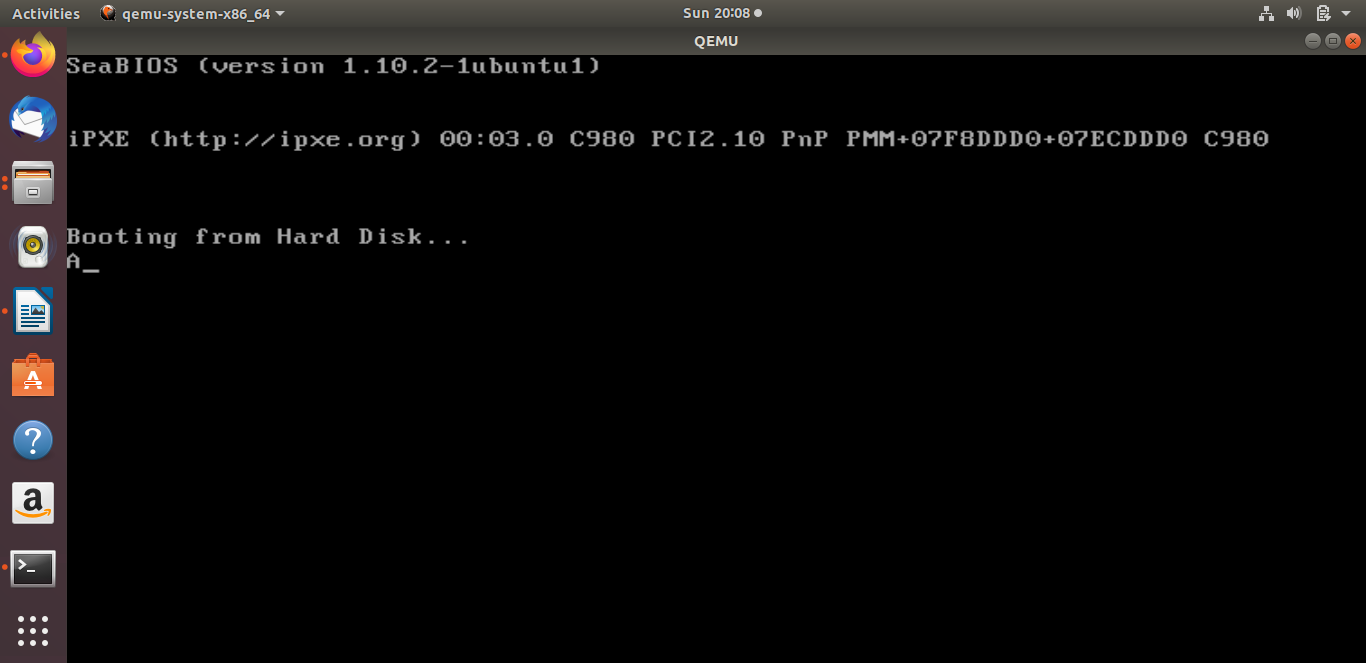 Activities qemu-system-x86_64 Sun 20:08
QEMU
SeaBIOS (version 1.10.2-1ubuntu1)
iPXE (http://ipxe.org) 00:03.0 C980 PCI2.10 PnP PMM+07F8DDD0+07ECDDD0 C980
Booting from Hard Disk...
A_